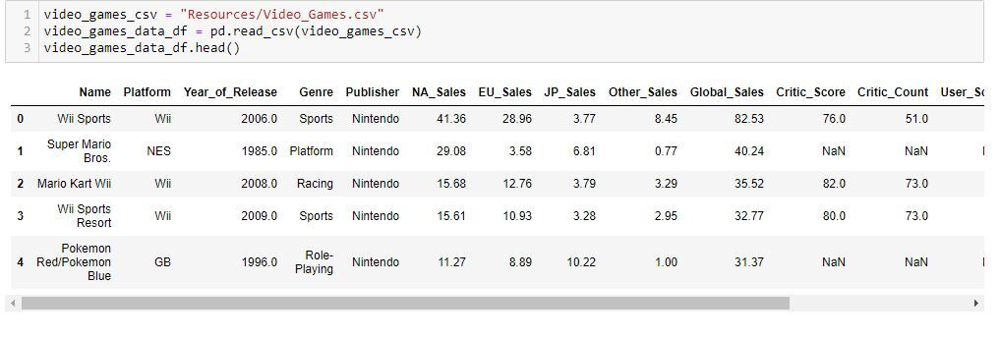 1 video_games_csv = "Resources/Video_Games.csv"
2 video_games_data_df = pd.read_csv(video_games_csv)
3 video_games_data_df.head()
Name Platform Year_of_Release Genre Publisher NA_Sales EU_Sales JP_Sales Other_Sales Global_Sales Critic_Score Critic_Count User_Sc
0 Wii Sports Wii 2006.0 Sports Nintendo 41.36 28.96 3.77 8.45 82.53 76.0 51.0
1 Super Mario Bros. NES 1985.0 Platform Nintendo 29.08 3.58 6.81 0.77 40.24 NaN NaN
2 Mario Kart Wii Wii 2008.0 Racing Nintendo 15.68 12.76 3.79 3.29 35.52 82.0 73.0
3 Wii Sports Resort Wii 2009.0 Sports Nintendo 15.61 10.93 3.28 2.95 32.77 80.0 73.0
4 Pokemon Red/Pokemon Blue GB 1996.0 Role-Playing Nintendo 11.27 8.89 10.22 1.00 31.37 NaN NaN